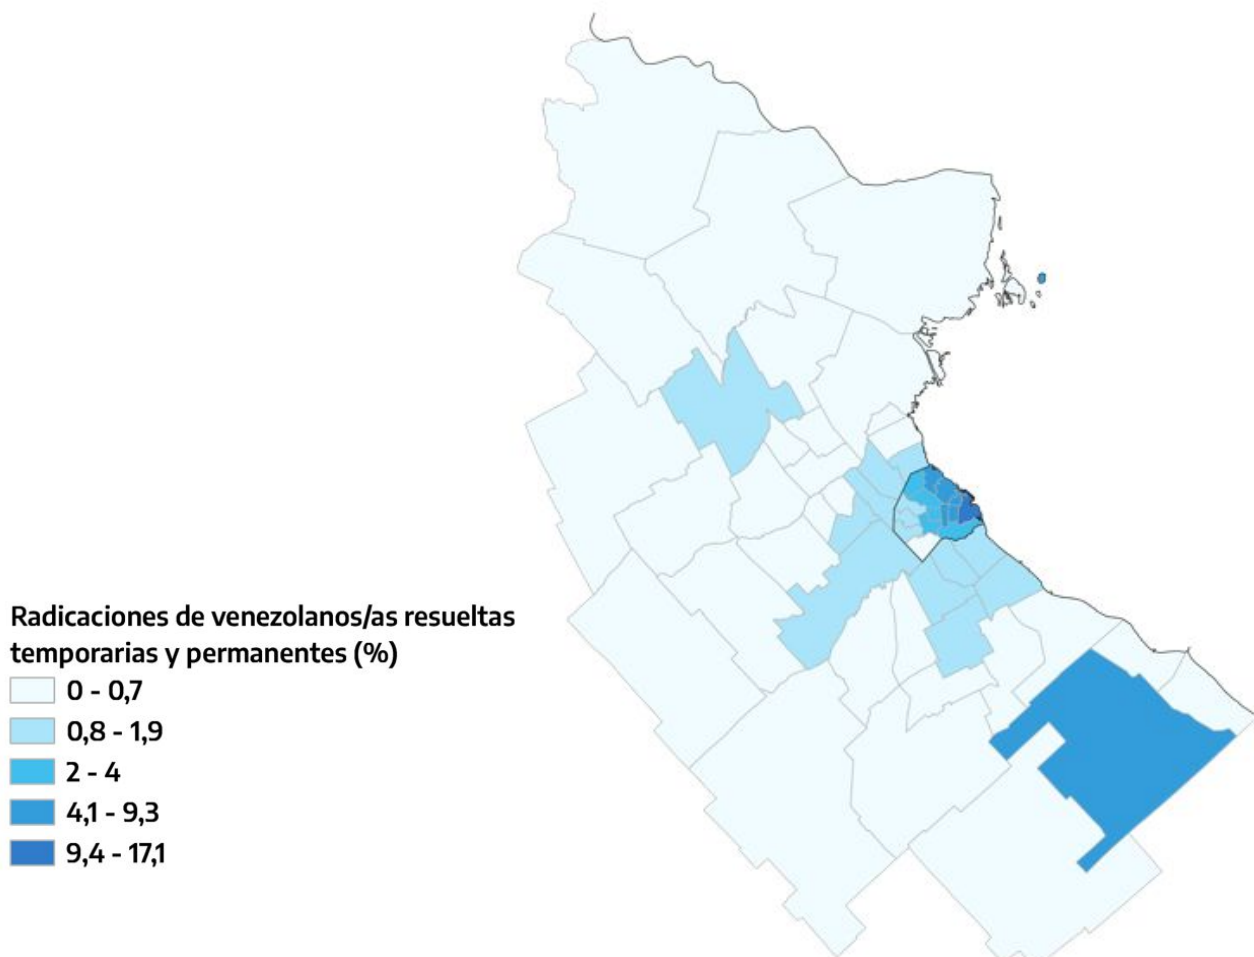 Radicaciones de venezolanos/as resueltas
temporarias y permanentes (%)
0 - 0,7
0,8 - 1,9
2 - 4
4,1 - 9,3
9,4 - 17,1